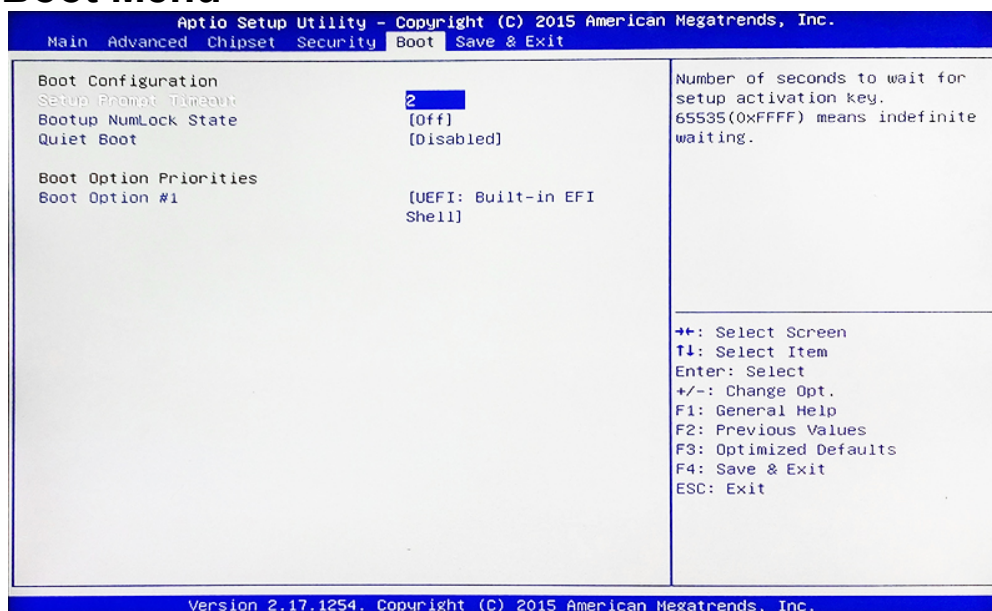 Boot Menu
Aptio Setup Utility – Copyright (C) 2015 American Megatrends, Inc.
Main Advanced Chipset Security Boot Save & Exit
Boot Configuration
Setup Prompt Timeout 2
Bootup NumLock State [Off]
Quiet Boot [Disabled]
Boot Option Priorities
Boot Option #1 [UEFI: Built-in EFI
Shell]
Number of seconds to wait for
setup activation key.
65535(0xFFFF) means indefinite
waiting.
→←: Select Screen
↑↓: Select Item
Enter: Select
+/-: Change Opt.
F1: General Help
F2: Previous Values
F3: Optimized Defaults
F4: Save & Exit
ESC: Exit
Version 2.17.1254. Copyright (C) 2015 American Megatrends, Inc.